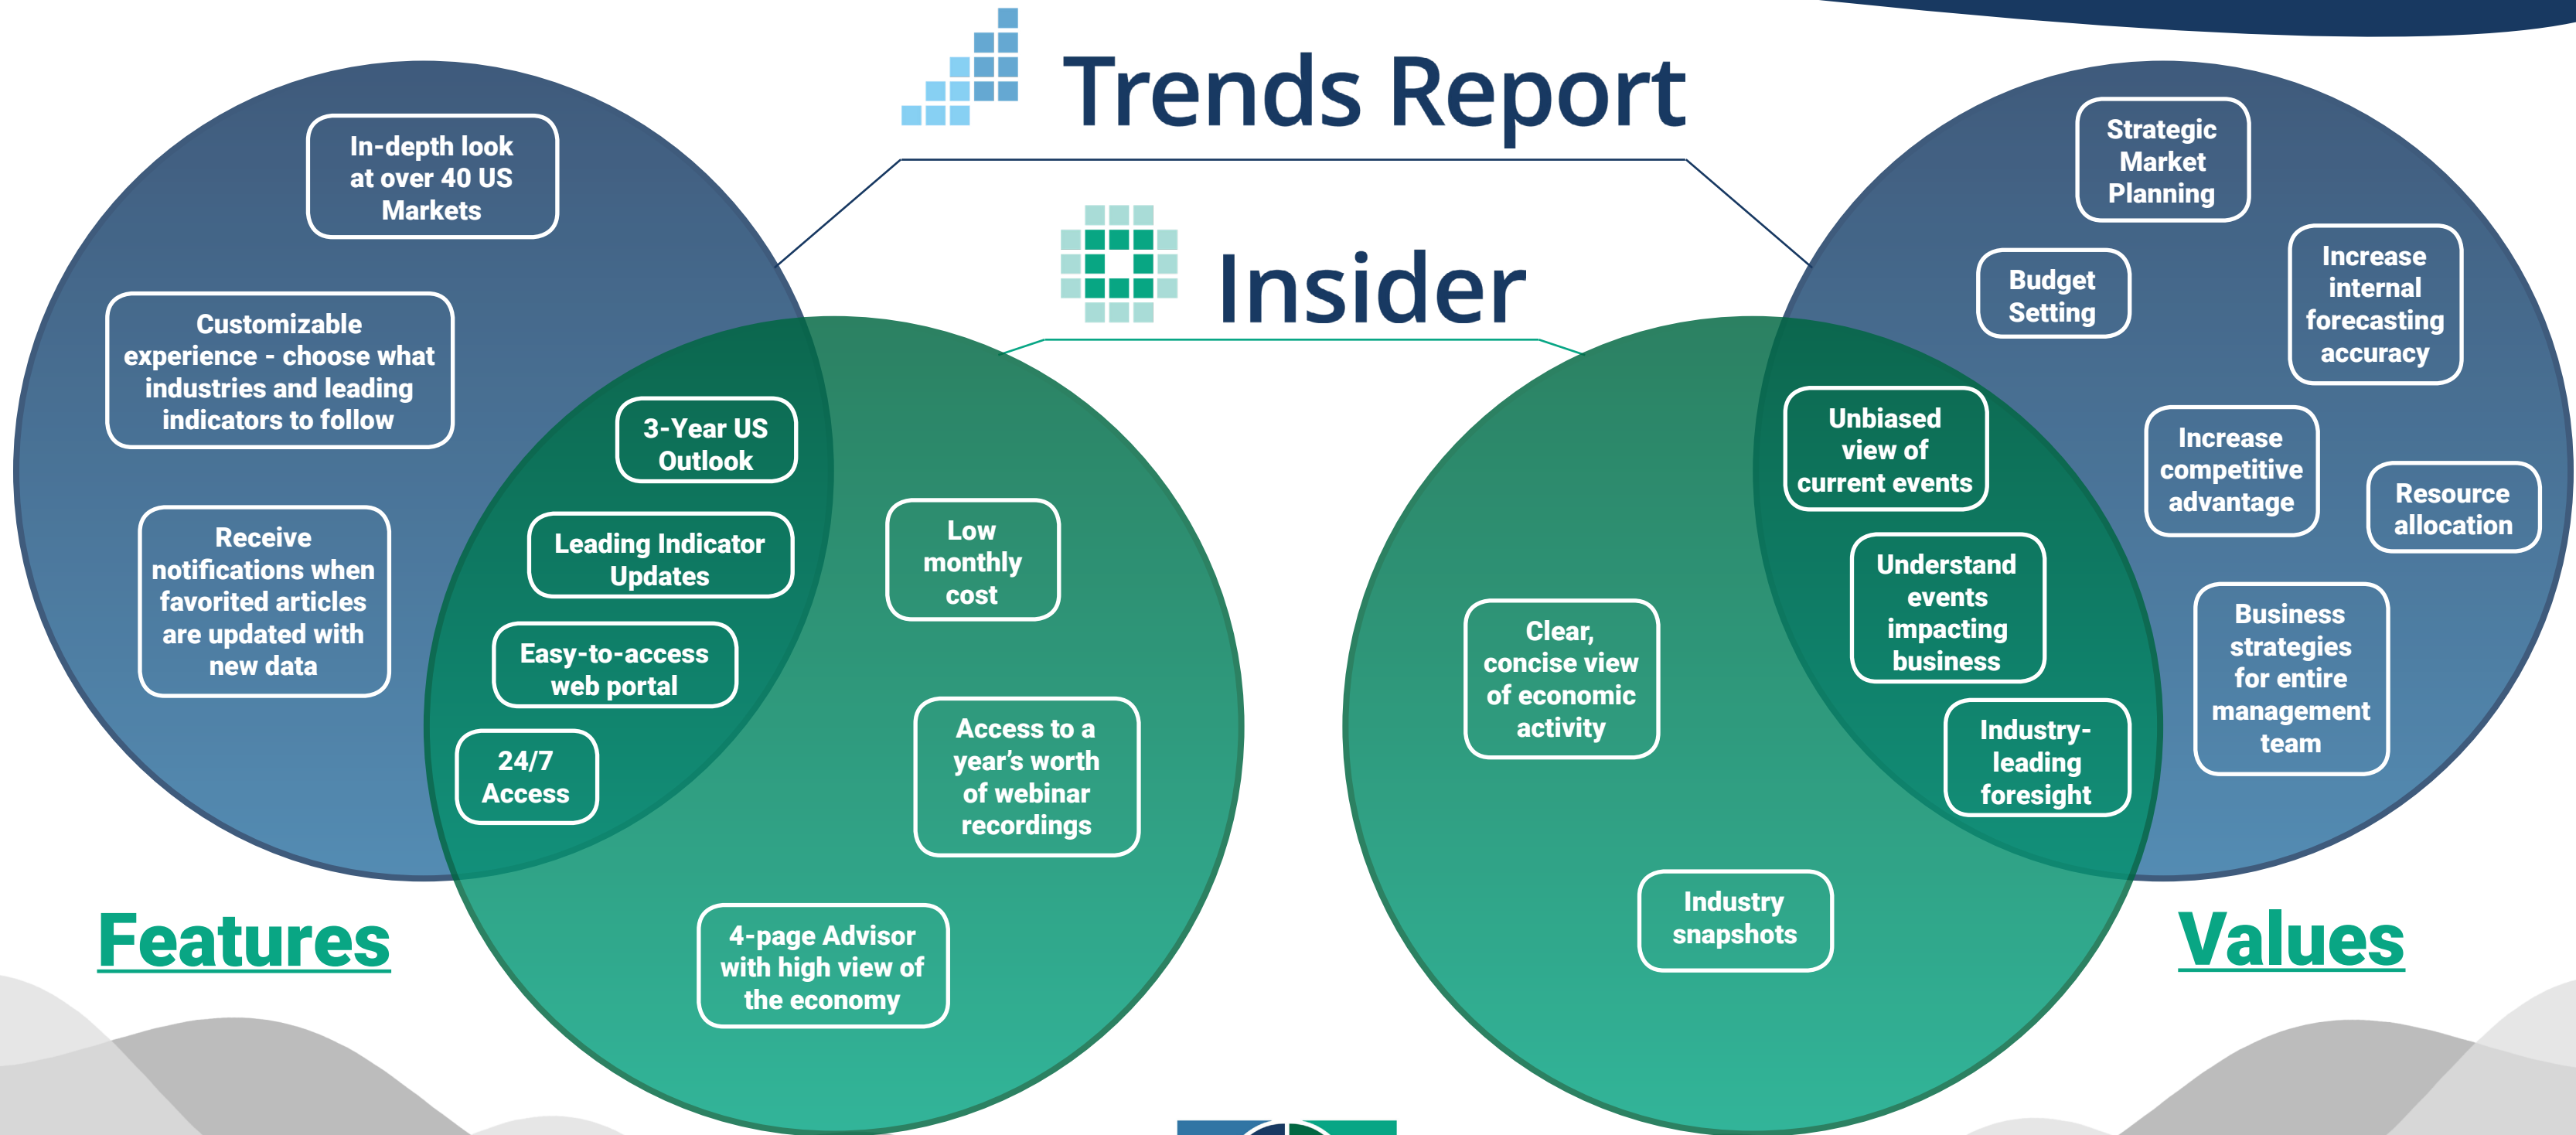 Trends Report
Insider
In-depth look
at over 40 US
Markets
Customizable
experience - choose what
industries and leading
indicators to follow
Receive
notifications when
favorited articles
are updated with
new data
3-Year US
Outlook
Leading Indicator
Updates
Easy-to-access
web portal
24/7
Access
Low
monthly
cost
Access to a
year’s worth
of webinar
recordings
4-page Advisor
with high view of
the economy
Features
Clear,
concise view
of economic
activity
Industry
snapshots
Unbiased
view of
current events
Understand
events
impacting
business
Industry-
leading
foresight
Strategic
Market
Planning
Budget
Setting
Increase
internal
forecasting
accuracy
Increase
competitive
advantage
Resource
allocation
Business
strategies
for entire
management
team
Values